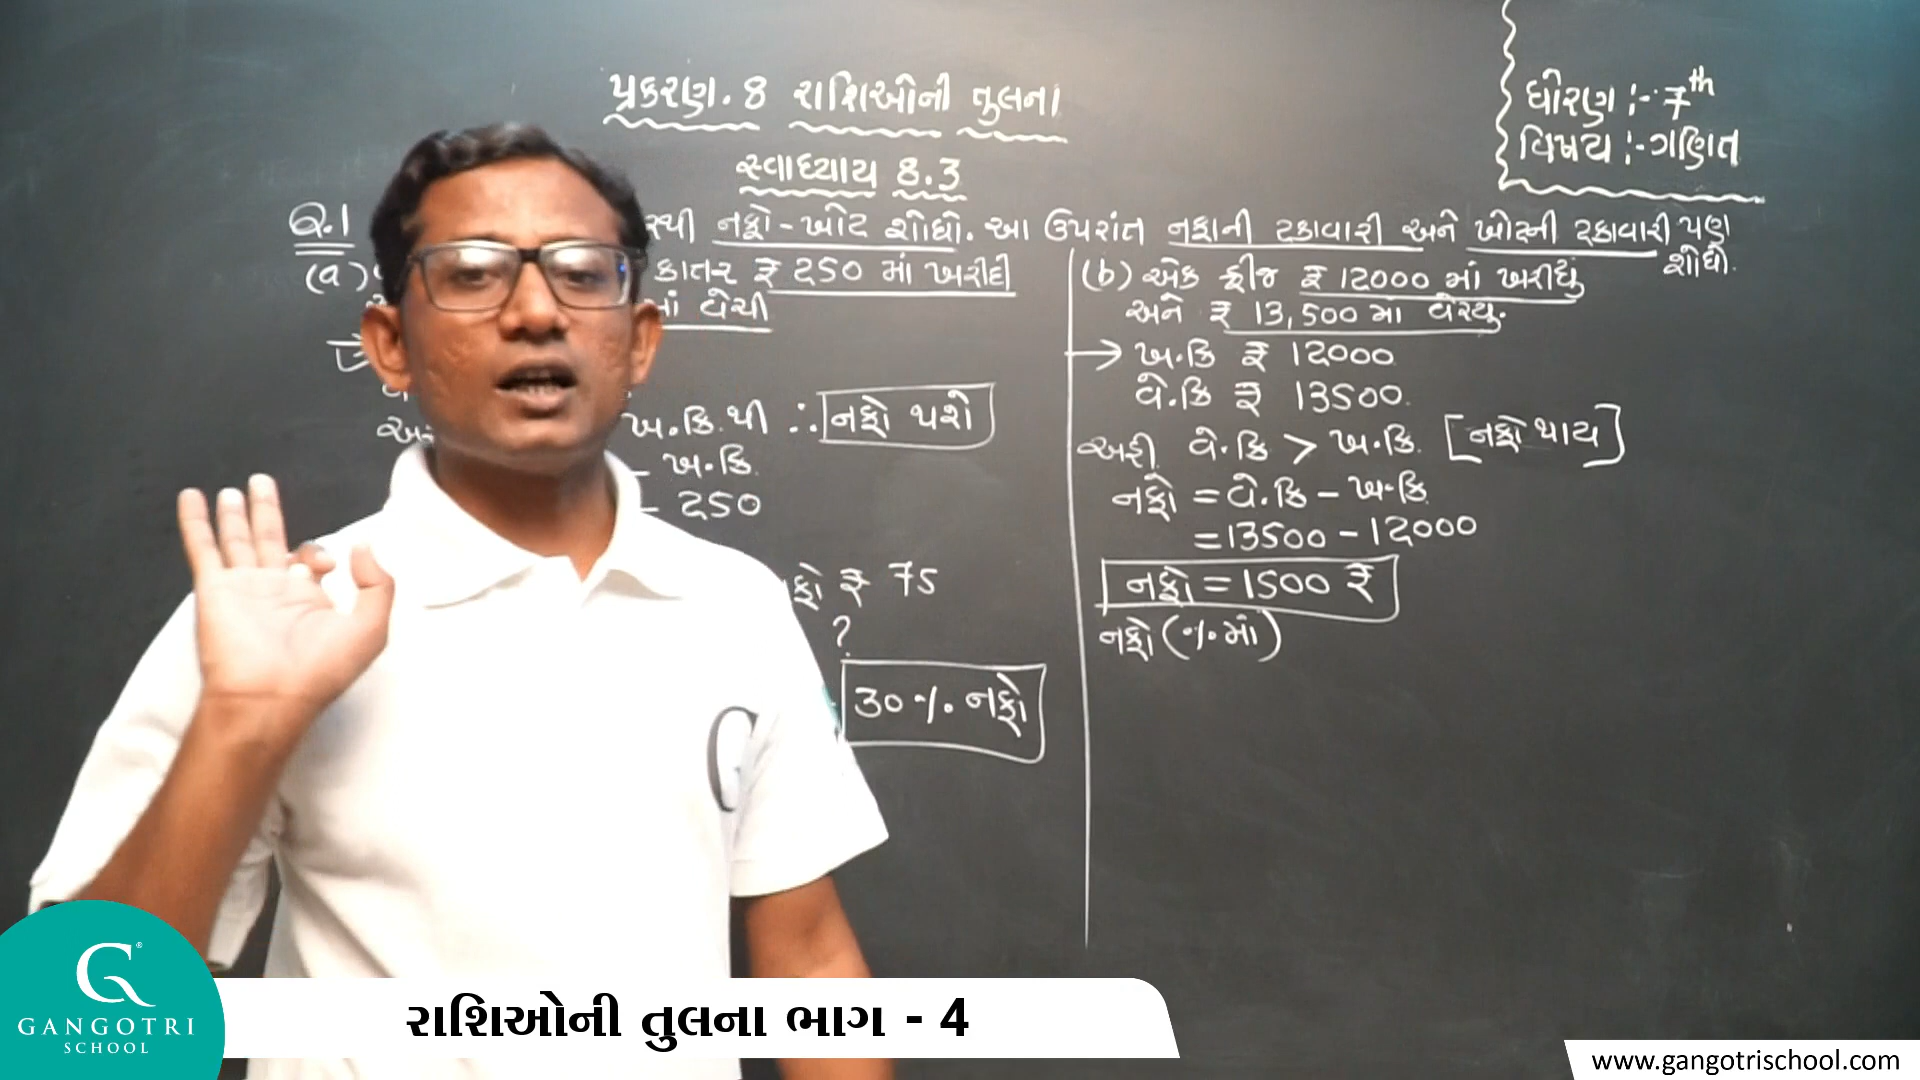 ધોરણ :- 7th
વિષય :- ગણિત
પ્રકરણ. 8 રાશિઓની તુલના
સ્વાધ્યાય 8.3
Q.1 નફો - ખોટ શોધો. આ ઉપરાંત નફાની ટકાવારી અને ખોટની ટકાવારી પણ શોધો.
(a) કાતર ₹ 250 માં ખરીદી
માં વેચી
ખ.કિ. થી ∴ નફો થશે
- ખ.કિ.
- 250
નફો ₹ 75
?
30 % નફો
(b) એક ફ્રીજ ₹ 12000 માં ખરીધુ
અને ₹ 13,500 માં વેચ્યુ.
→ ખ.કિ ₹ 12000
વે.કિ ₹ 13500.
અહી વે.કિ > ખ.કિ. [નફો થાય]
નફો = વે.કિ - ખ.કિ
= 13500 - 12000
નફો = 1500 ₹
નફો (% માં)
G
GANGOTRI
SCHOOL
રાશિઓની તુલના ભાગ - 4
www.gangotrischool.com